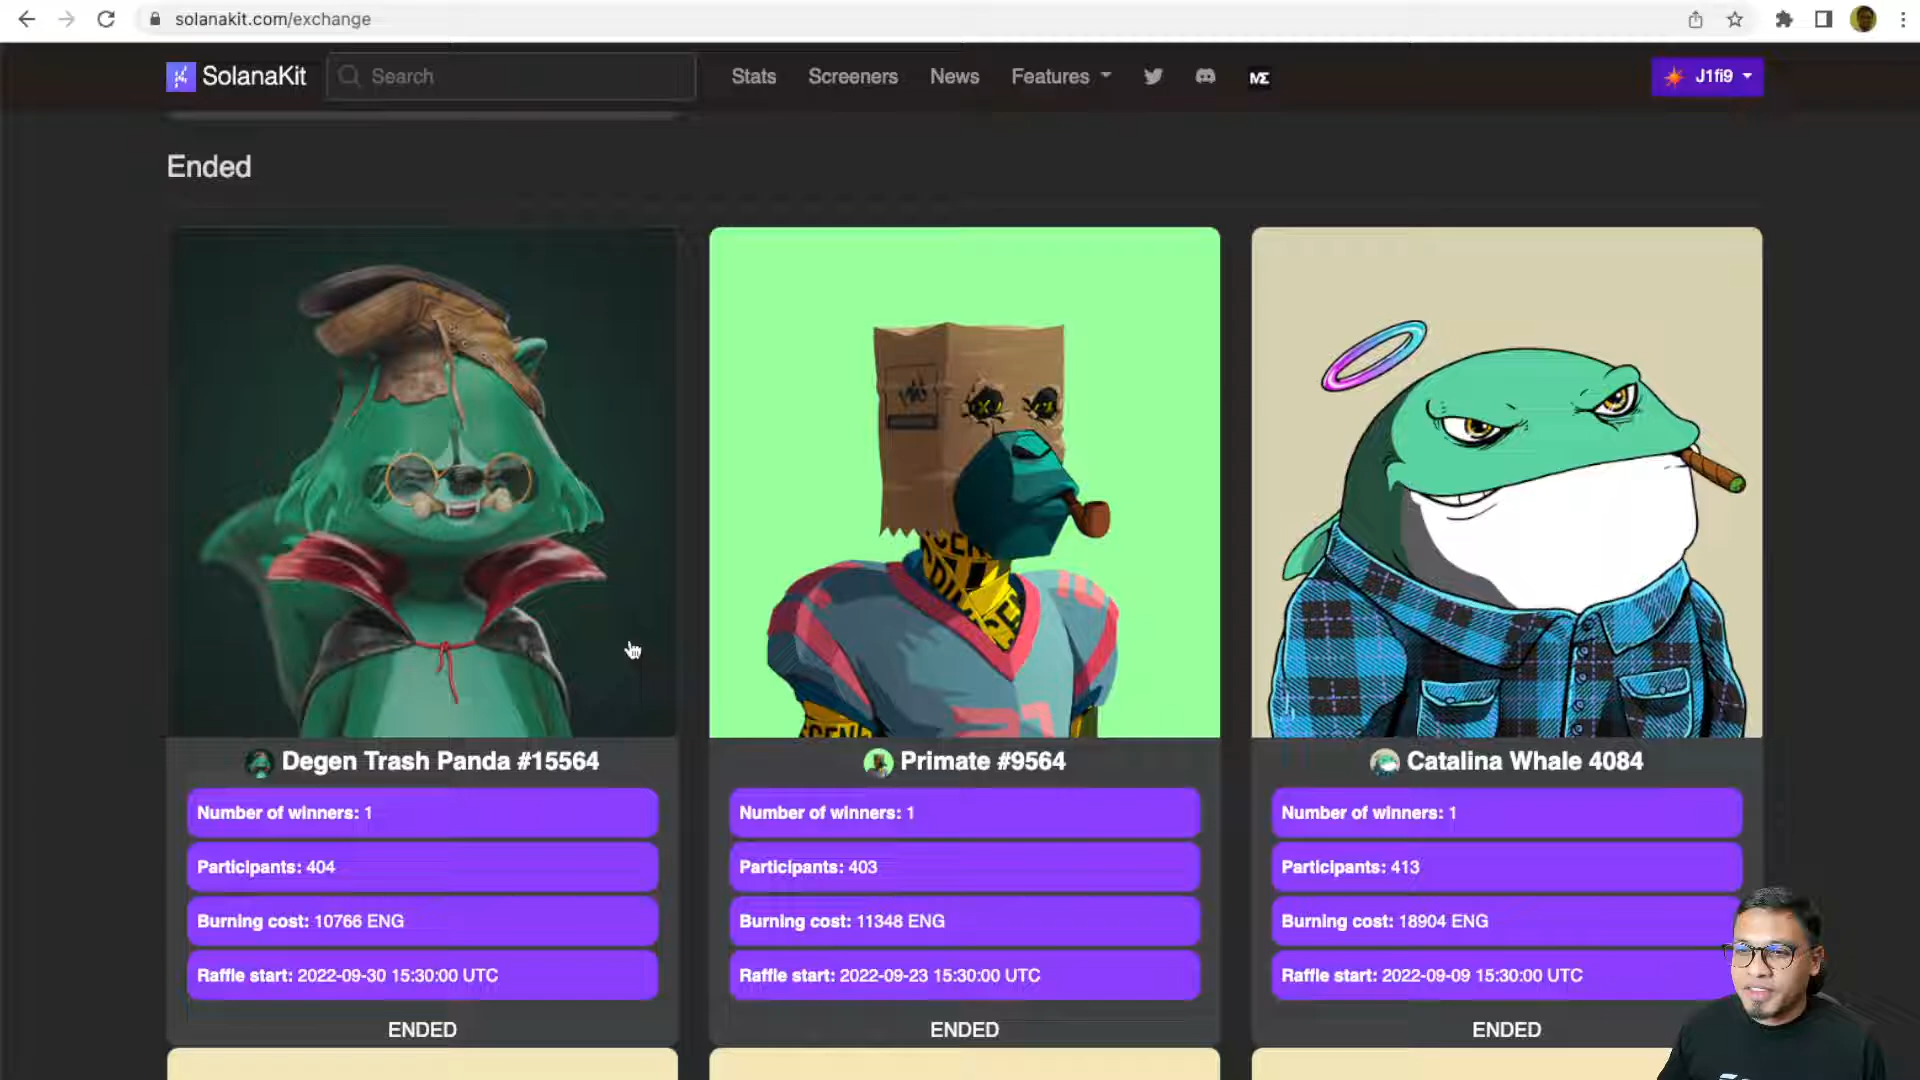 solanakit.com/exchange
SolanaKit
Search
Stats
Screeners
News
Features
J1fi9
Ended
Degen Trash Panda #15564
Number of winners: 1
Participants: 404
Burning cost: 10766 ENG
Raffle start: 2022-09-30 15:30:00 UTC
ENDED
Primate #9564
Number of winners: 1
Participants: 403
Burning cost: 11348 ENG
Raffle start: 2022-09-23 15:30:00 UTC
ENDED
Catalina Whale 4084
Number of winners: 1
Participants: 413
Burning cost: 18904 ENG
Raffle start: 2022-09-09 15:30:00 UTC
ENDED